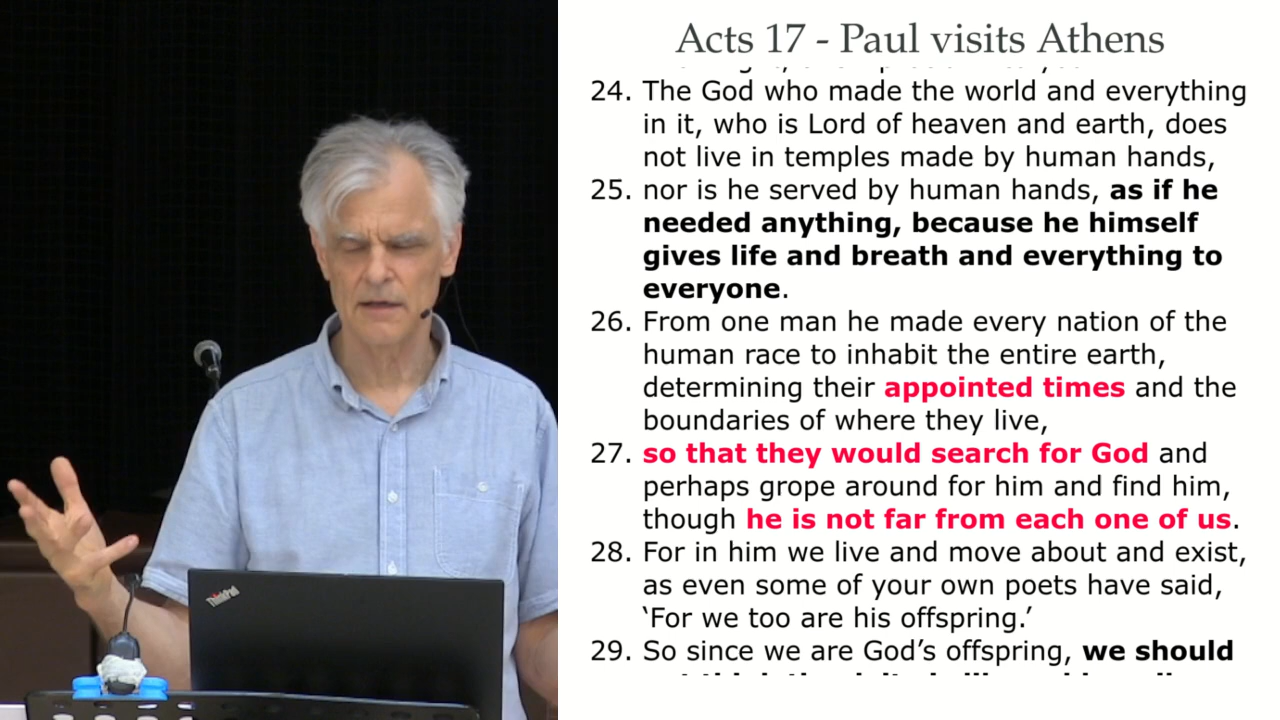 Acts 17 - Paul visits Athens
24. The God who made the world and everything
in it, who is Lord of heaven and earth, does
not live in temples made by human hands,
25. nor is he served by human hands, as if he
needed anything, because he himself
gives life and breath and everything to
everyone.
26. From one man he made every nation of the
human race to inhabit the entire earth,
determining their appointed times and the
boundaries of where they live,
27. so that they would search for God and
perhaps grope around for him and find him,
though he is not far from each one of us.
28. For in him we live and move about and exist,
as even some of your own poets have said,
‘For we too are his offspring.’
29. So since we are God’s offspring, we should
ThinkPad